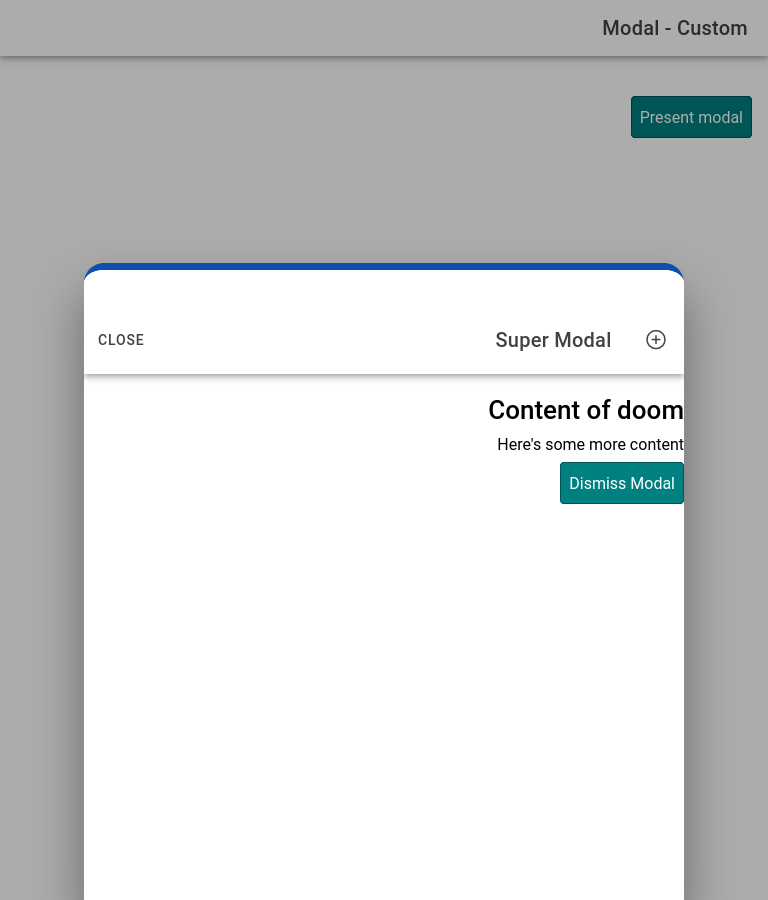 Modal - Custom
Present modal
CLOSE
Super Modal
Content of doom
Here's some more content
Dismiss Modal